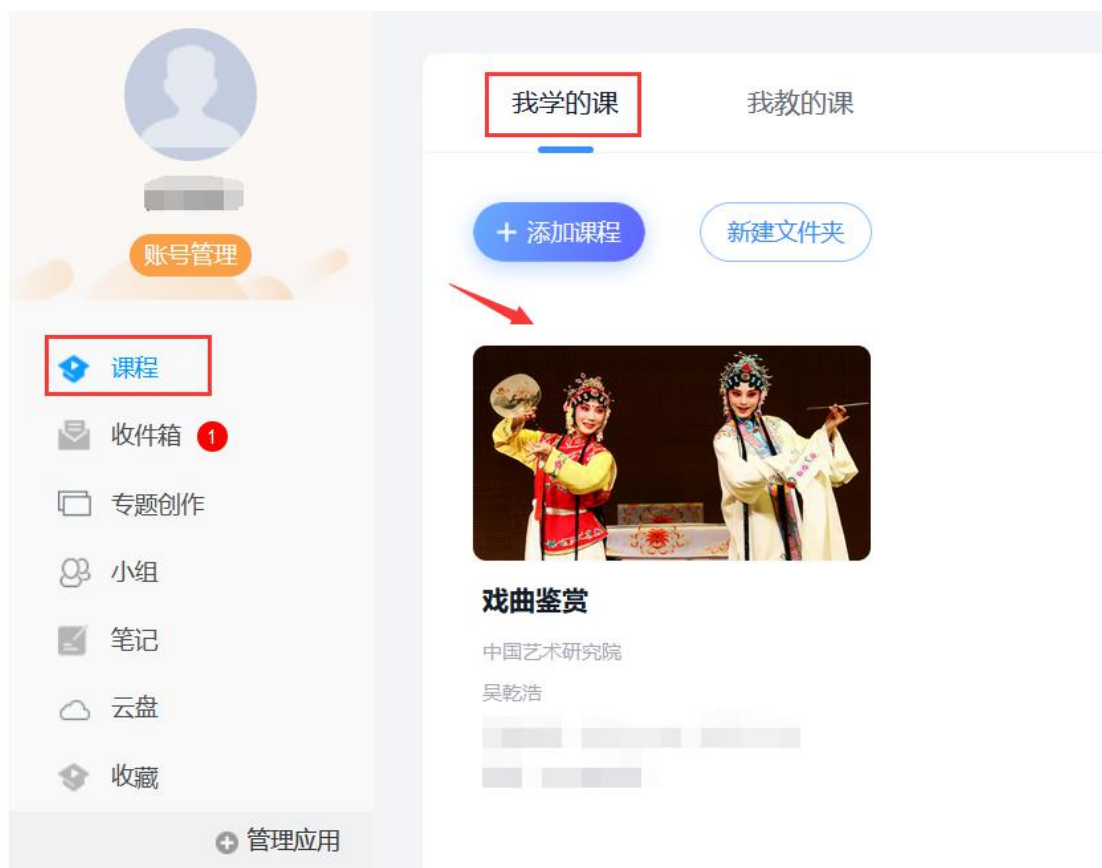 账号管理
课程
收件箱 1
专题创作
小组
笔记
云盘
收藏
管理应用
我学的课 我教的课
+ 添加课程 新建文件夹
戏曲鉴赏
中国艺术研究院
吴乾浩